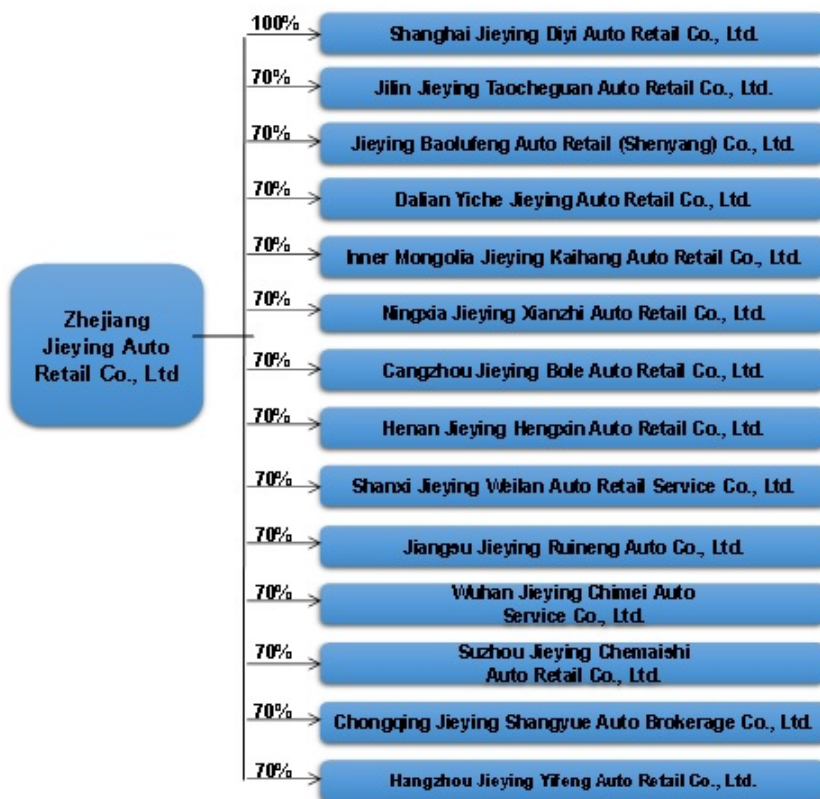 100%
Shanghai Jieying Diyi Auto Retail Co., Ltd.
70%
Jilin Jieying Taocheguan Auto Retail Co., Ltd.
70%
Jieying Baolufeng Auto Retail (Shenyang) Co., Ltd.
70%
Dalian Yiche Jieying Auto Retail Co., Ltd.
70%
Inner Mongolia Jieying Kaihang Auto Retail Co., Ltd.
Zhejiang
Jieying Auto
Retail Co., Ltd
70%
Ningxia Jieying Xianzhi Auto Retail Co., Ltd.
70%
Cangzhou Jieying Bole Auto Retail Co., Ltd.
70%
Henan Jieying Hengxin Auto Retail Co., Ltd.
70%
Shanxi Jieying Weilan Auto Retail Service Co., Ltd.
70%
Jiangsu Jieying Ruineng Auto Co., Ltd.
70%
Wuhan Jieying Chimei Auto
Service Co., Ltd.
70%
Suzhou Jieying Chemaishi
Auto Retail Co., Ltd.
70%
Chongqing Jieying Shangyue Auto Brokerage Co., Ltd.
70%
Hangzhou Jieying Yifeng Auto Retail Co., Ltd.